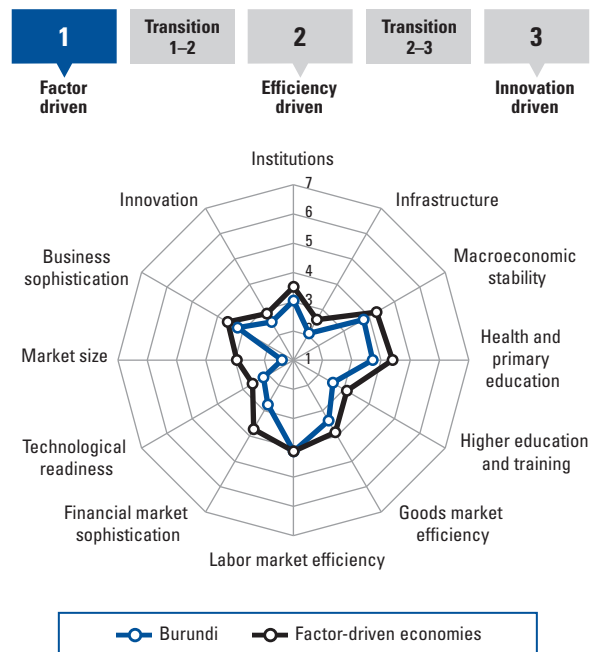 1
Transition
1–2
2
Transition
2–3
3
Factor
driven
Efficiency
driven
Innovation
driven
Institutions
Innovation
Infrastructure
Business
sophistication
Macroeconomic
stability
Market size
Health and
primary
education
Technological
readiness
Higher education
and training
Financial market
sophistication
Goods market
efficiency
Labor market efficiency
7
6
5
4
3
2
1
Burundi
Factor-driven economies